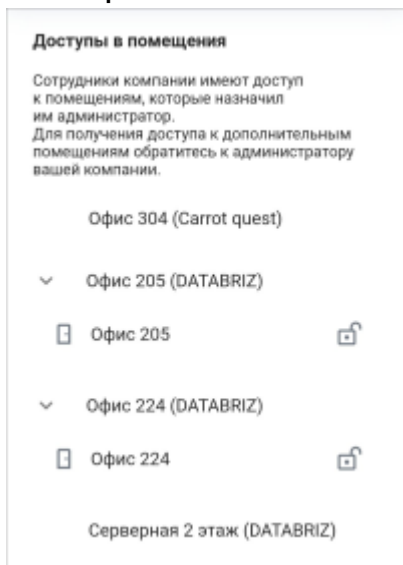 Доступы в помещения
Сотрудники компании имеют доступ
к помещениям, которые назначил
им администратор.
Для получения доступа к дополнительным
помещениям обратитесь к администратору
вашей компании.
Офис 304 (Carrot quest)
Офис 205 (DATABRIZ)
Офис 205
Офис 224 (DATABRIZ)
Офис 224
Серверная 2 этаж (DATABRIZ)